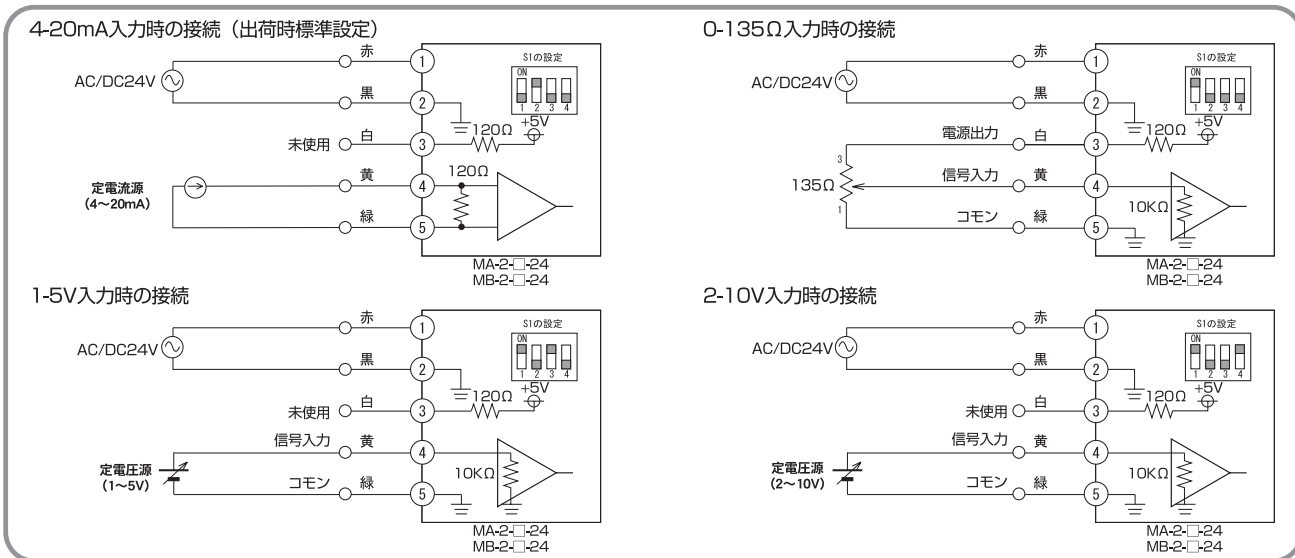 4-20mA入力時の接続（出荷時標準設定）
AC/DC24V
赤
黒
白
黄
緑
未使用
定電流源
(4〜20mA)
1
2
3
4
5
S1の設定
ON
1 2 3 4
+5V
120Ω
120Ω
MA-2-□-24
MB-2-□-24
0-135Ω入力時の接続
AC/DC24V
赤
黒
電源出力 白
信号入力 黄
コモン 緑
135Ω
3
1
1
2
3
4
5
S1の設定
ON
1 2 3 4
+5V
120Ω
10KΩ
MA-2-□-24
MB-2-□-24
1-5V入力時の接続
AC/DC24V
赤
黒
未使用 白
信号入力 黄
コモン 緑
定電圧源
(1〜5V)
1
2
3
4
5
S1の設定
ON
1 2 3 4
+5V
120Ω
10KΩ
MA-2-□-24
MB-2-□-24
2-10V入力時の接続
AC/DC24V
赤
黒
未使用 白
信号入力 黄
コモン 緑
定電圧源
(2〜10V)
1
2
3
4
5
S1の設定
ON
1 2 3 4
+5V
120Ω
10KΩ
MA-2-□-24
MB-2-□-24